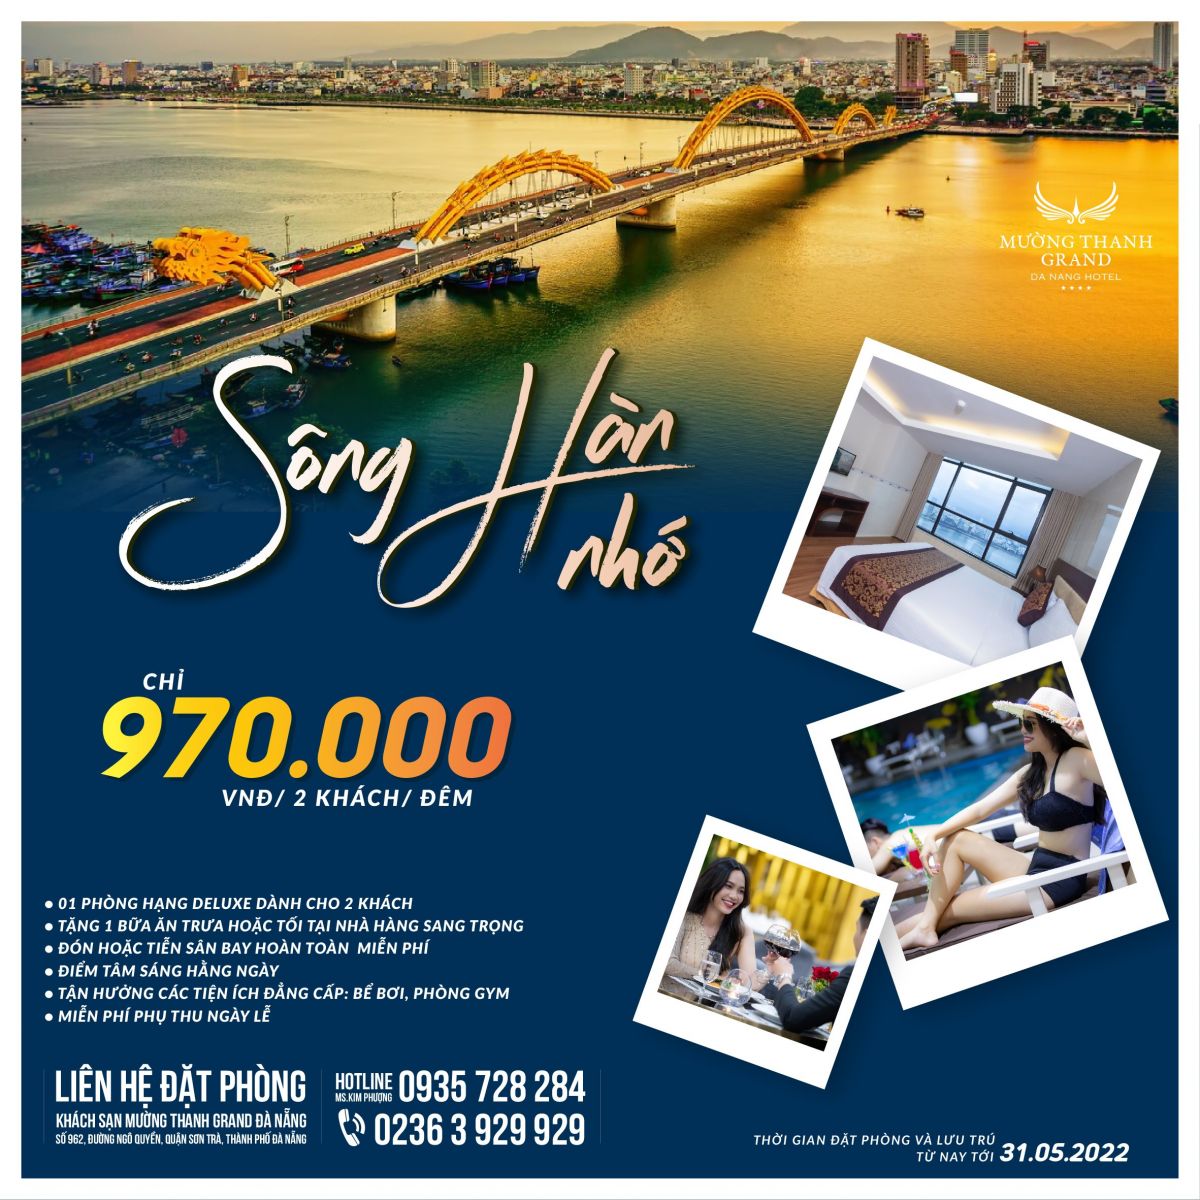 MƯỜNG THANH
GRAND
DA NANG HOTEL
Sông Hàn
nhớ
CHỈ
970.000
VNĐ/ 2 KHÁCH/ ĐÊM
• 01 PHÒNG HẠNG DELUXE DÀNH CHO 2 KHÁCH
• TẶNG 1 BỮA ĂN TRƯA HOẶC TỐI TẠI NHÀ HÀNG SANG TRỌNG
• ĐÓN HOẶC TIỄN SÂN BAY HOÀN TOÀN MIỄN PHÍ
• ĐIỂM TÂM SÁNG HẰNG NGÀY
• TẬN HƯỞNG CÁC TIỆN ÍCH ĐẲNG CẤP: BỂ BƠI, PHÒNG GYM
• MIỄN PHÍ PHỤ THU NGÀY LỄ
LIÊN HỆ ĐẶT PHÒNG
KHÁCH SẠN MƯỜNG THANH GRAND ĐÀ NẴNG
SỐ 962, ĐƯỜNG NGÔ QUYỀN, QUẬN SƠN TRÀ, THÀNH PHỐ ĐÀ NẴNG
HOTLINE
MS.KIM PHƯỢNG
0935 728 284
0236 3 929 929
THỜI GIAN ĐẶT PHÒNG VÀ LƯU TRÚ
TỪ NAY TỚI 31.05.2022